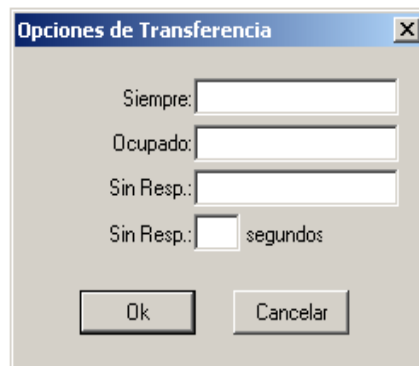 Opciones de Transferencia
Siempre:
Ocupado:
Sin Resp.:
Sin Resp.: segundos
Ok Cancelar